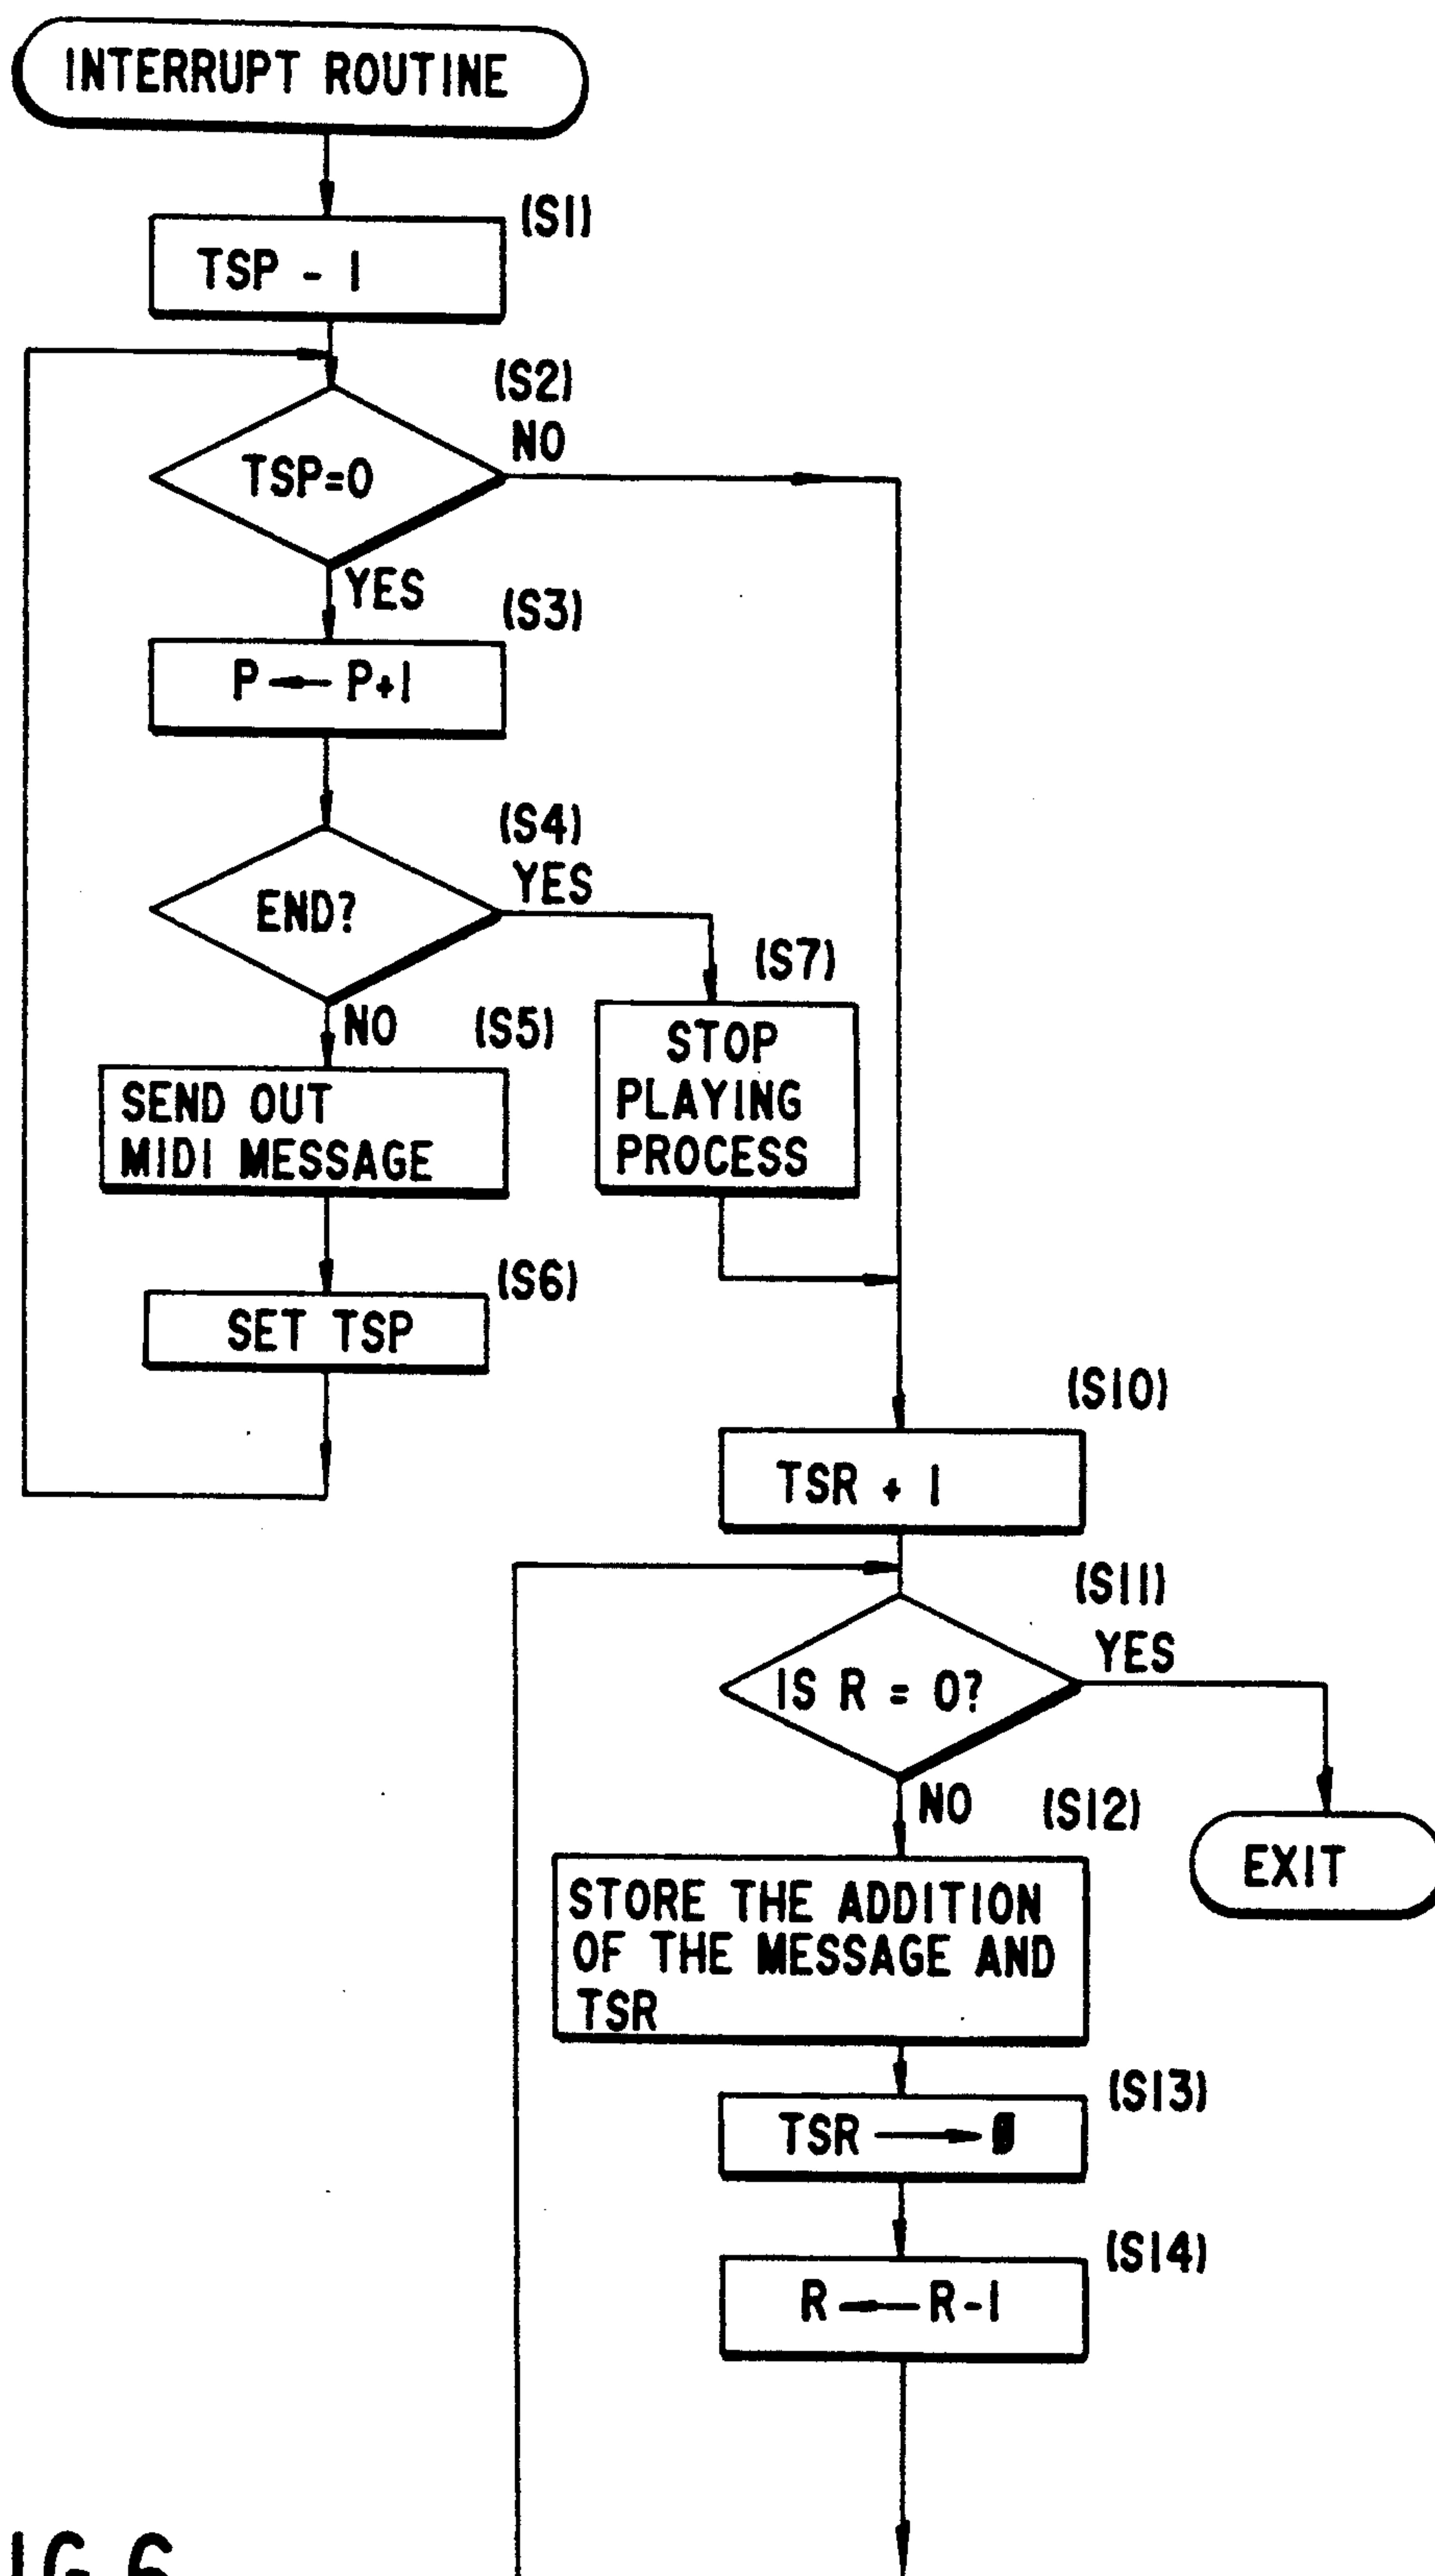 INTERRUPT ROUTINE
(S1)
TSP - 1
(S2)
NO
TSP=0
YES
(S3)
P ← P+1
(S4)
YES
END?
(S7)
NO
(S5)
STOP
PLAYING
PROCESS
SEND OUT
MIDI MESSAGE
(S6)
SET TSP
(S10)
TSR + 1
(S11)
YES
IS R = 0?
NO
(S12)
EXIT
STORE THE ADDITION
OF THE MESSAGE AND
TSR
(S13)
TSR → 0
(S14)
R ← R-1
IG. 6